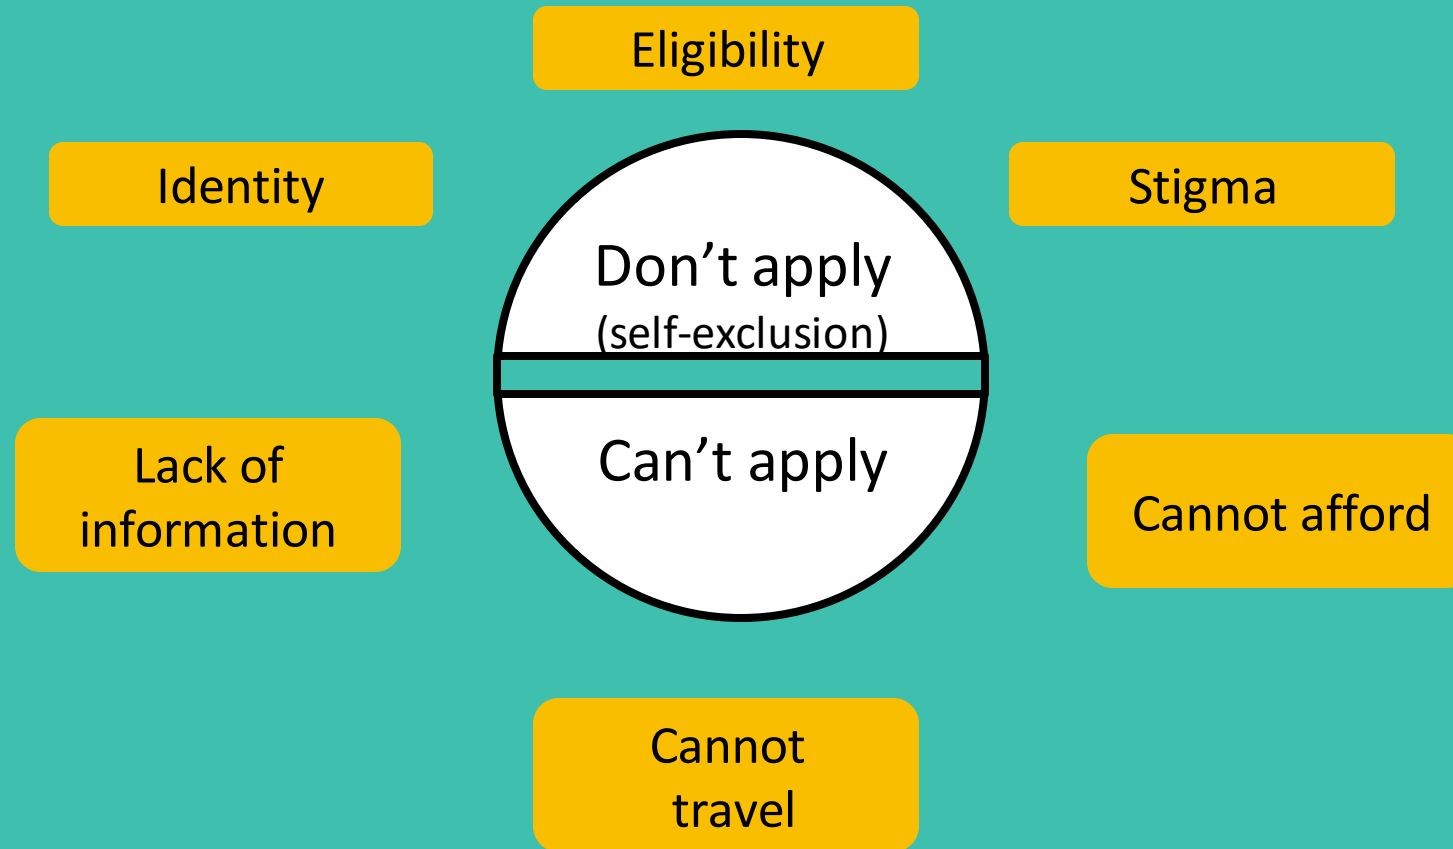 Eligibility
Identity
Stigma
Don’t apply
(self-exclusion)
Can’t apply
Lack of
information
Cannot afford
Cannot
travel